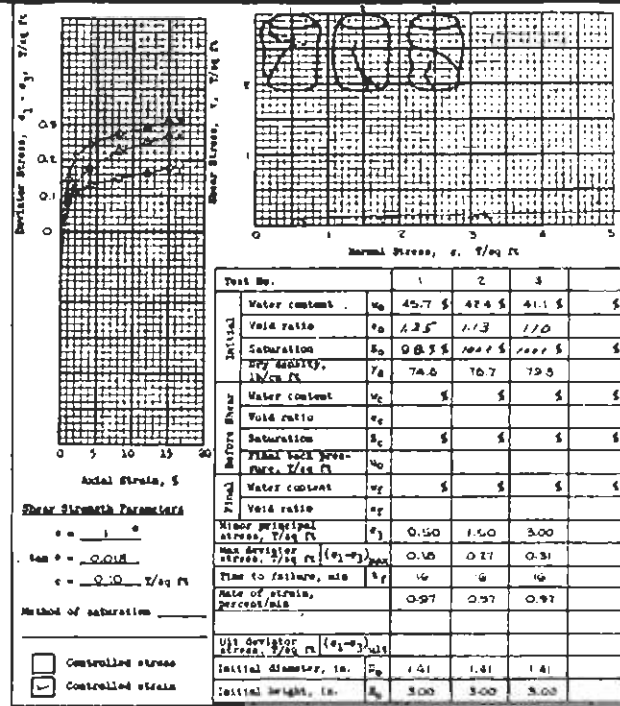 Deviator Stress, σ1 - σ3, T/sq ft
0.3
0.2
0.1
0
0 5 10 15 20
Axial Strain, %
Shear Stress, τ, T/sq ft
2
1
0
0 1 2 3 4 5
Normal Stress, σ, T/sq ft
Shear Strength Parameters
φ = 1 °
tan φ = 0.018
c = 0.10 T/sq ft
Method of saturation
Controlled stress
Controlled strain
Test No. 1 2 3
Initial
Water content w0 45.7 % 42.4 % 41.1 %
Void ratio e0 1.25 1.13 1.10
Saturation S0 98.5 % % % %
Dry density, lb/cu ft γd 74.6 78.7 79.8
Before Shear
Water content wc % % % %
Void ratio ec
Saturation Sc % % % %
Final back pressure, T/sq ft u0
Final
Water content wf % % % %
Void ratio ef
Minor principal stress, T/sq ft σ3 0.50 1.50 3.00
Max deviator stress, T/sq ft (σ1-σ3)max 0.18 0.27 0.31
Time to failure, min tf 16 16 16
Rate of strain, percent/min 0.97 0.97 0.97
Ult deviator stress, T/sq ft (σ1-σ3)ult
Initial diameter, in. D0 1.41 1.41 1.41
Initial height, in. H0 3.00 3.00 3.00